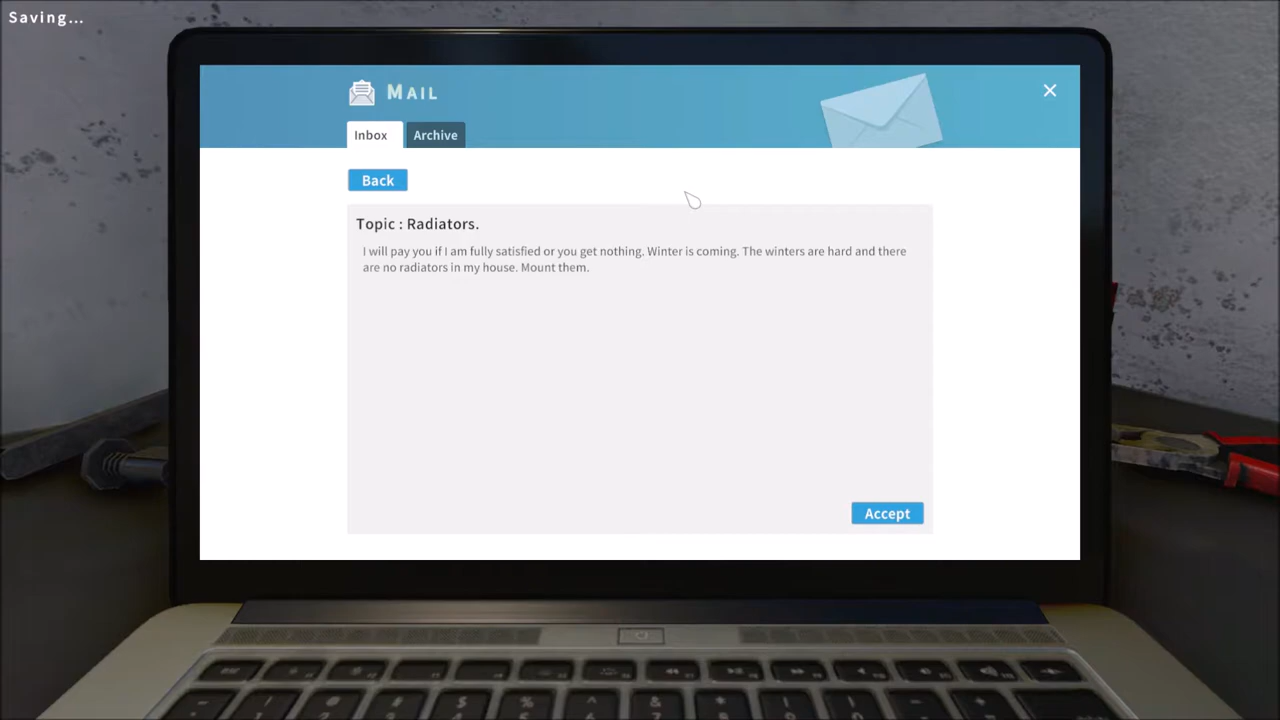 Saving...
MAIL
Inbox
Archive
Back
Topic : Radiators.
I will pay you if I am fully satisfied or you get nothing. Winter is coming. The winters are hard and there
are no radiators in my house. Mount them.
Accept